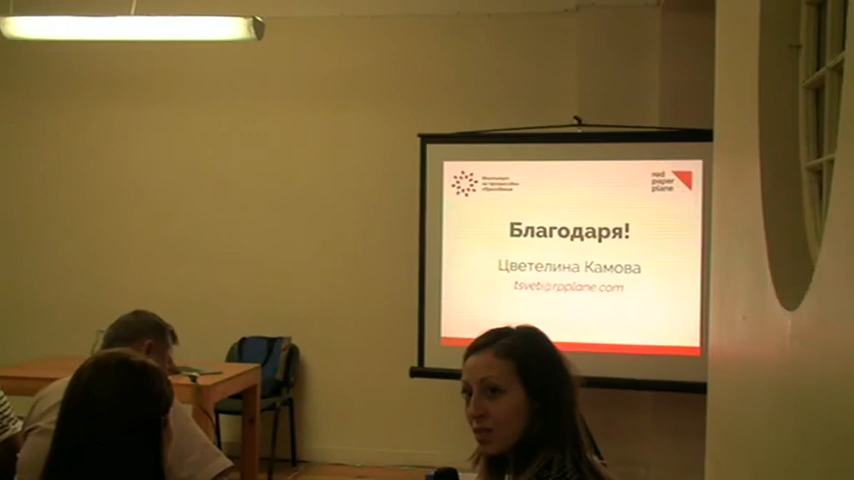 red
paper
plane
Благодаря!
Цветелина Камова
tsveti@rpplane.com